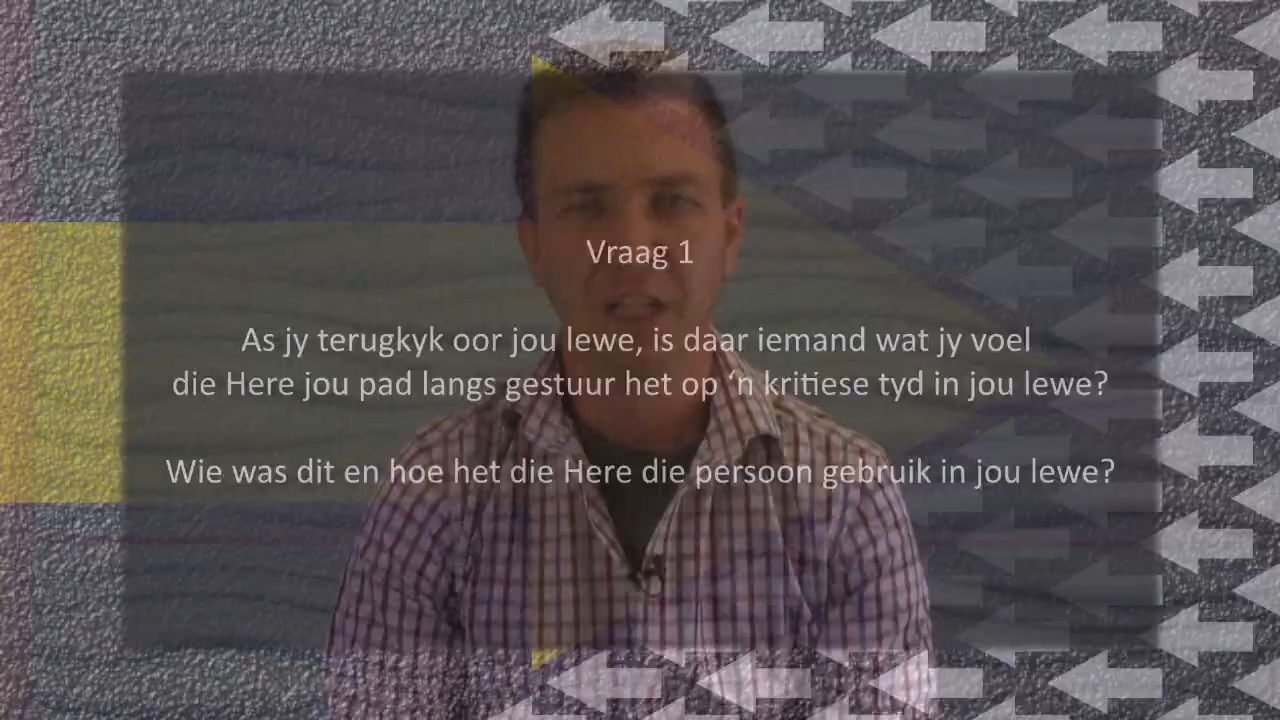 Vraag 1
As jy terugkyk oor jou lewe, is daar iemand wat jy voel
die Here jou pad langs gestuur het op ‘n kritiese tyd in jou lewe?
Wie was dit en hoe het die Here die persoon gebruik in jou lewe?